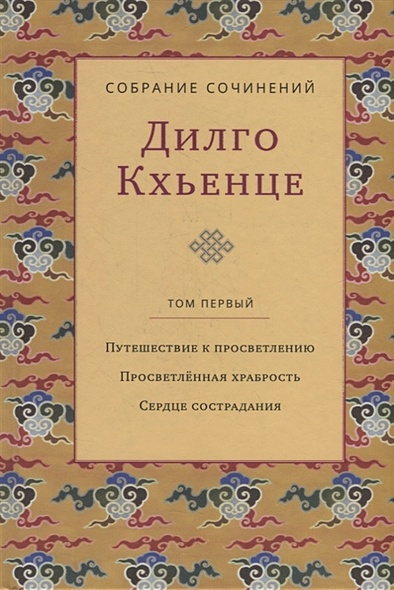 СОБРАНИЕ СОЧИНЕНИЙ
Дилго
Кхьенце
ТОМ ПЕРВЫЙ
Путешествие к просветлению
Просветлённая храбрость
Сердце сострадания